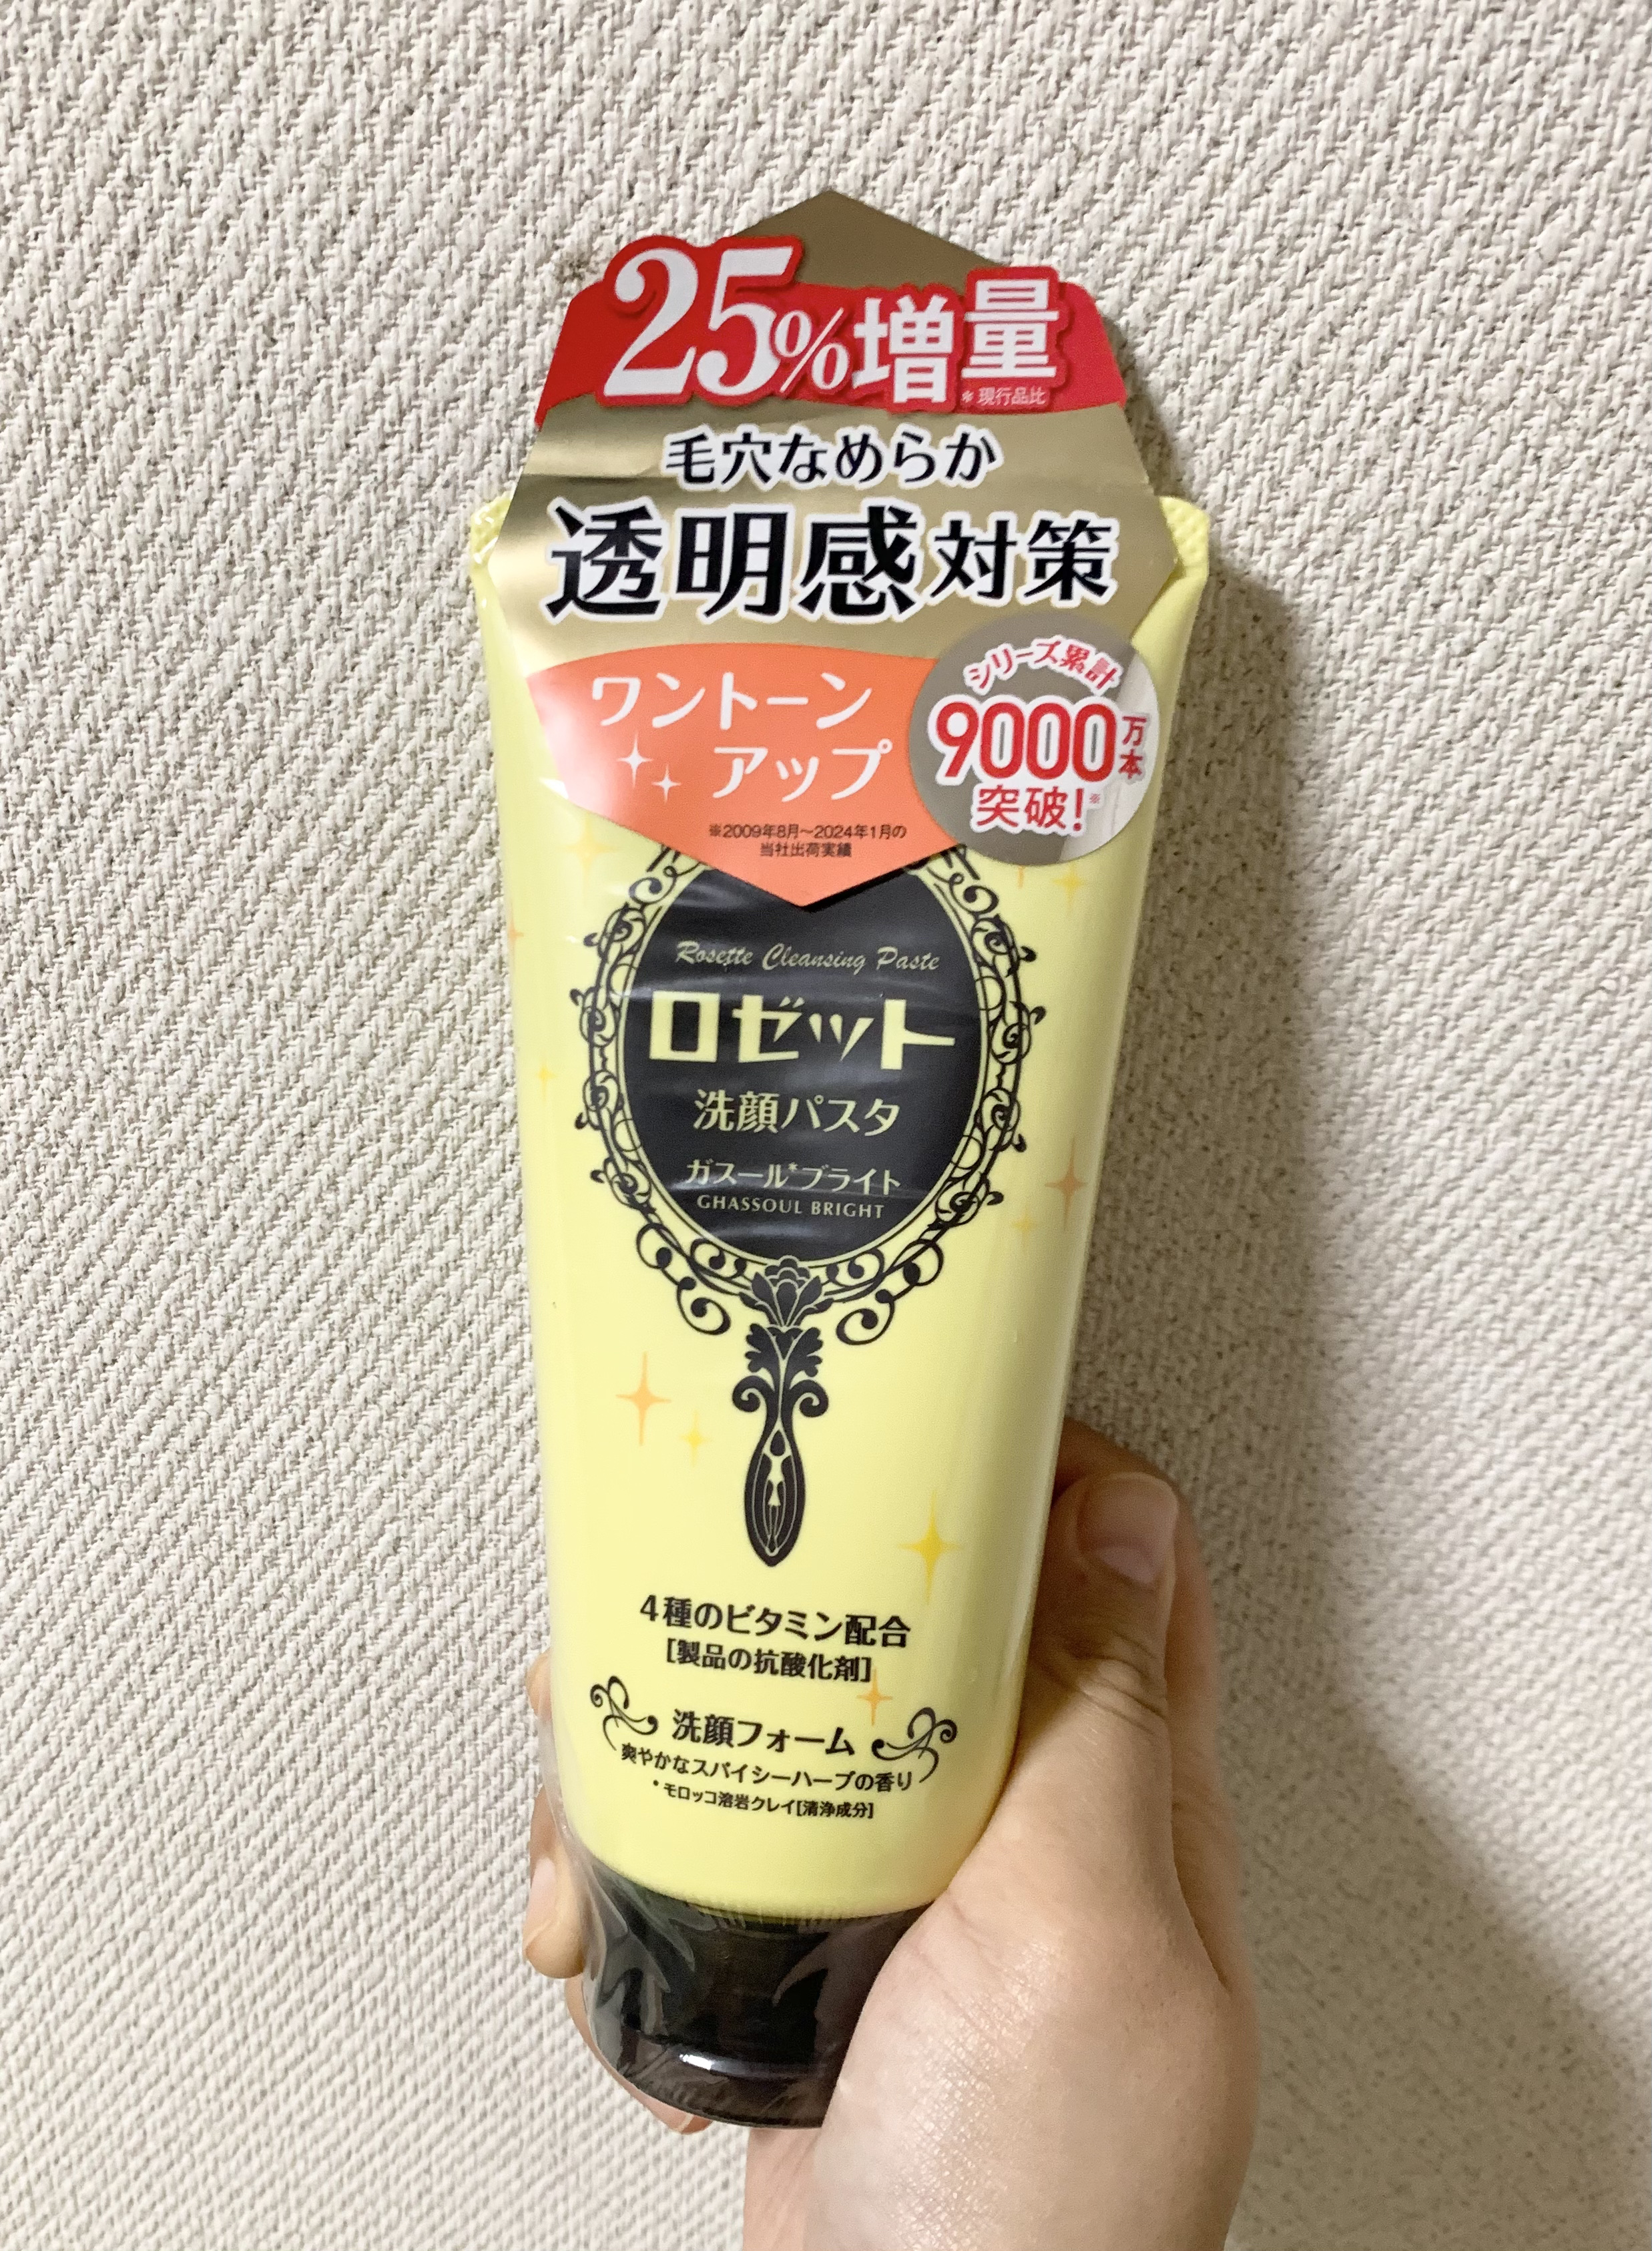 25%増量
*現行品比
毛穴なめらか
透明感対策
ワントーン
アップ
シリーズ累計
9000万本
突破!※
※2009年8月〜2024年1月の
当社出荷実績
Rosette Cleansing Paste
ロゼット
洗顔パスタ
ガスール*ブライト
GHASSOUL BRIGHT
4種のビタミン配合
[製品の抗酸化剤]
洗顔フォーム
爽やかなスパイシーハーブの香り
*モロッコ溶岩クレイ[清浄成分]